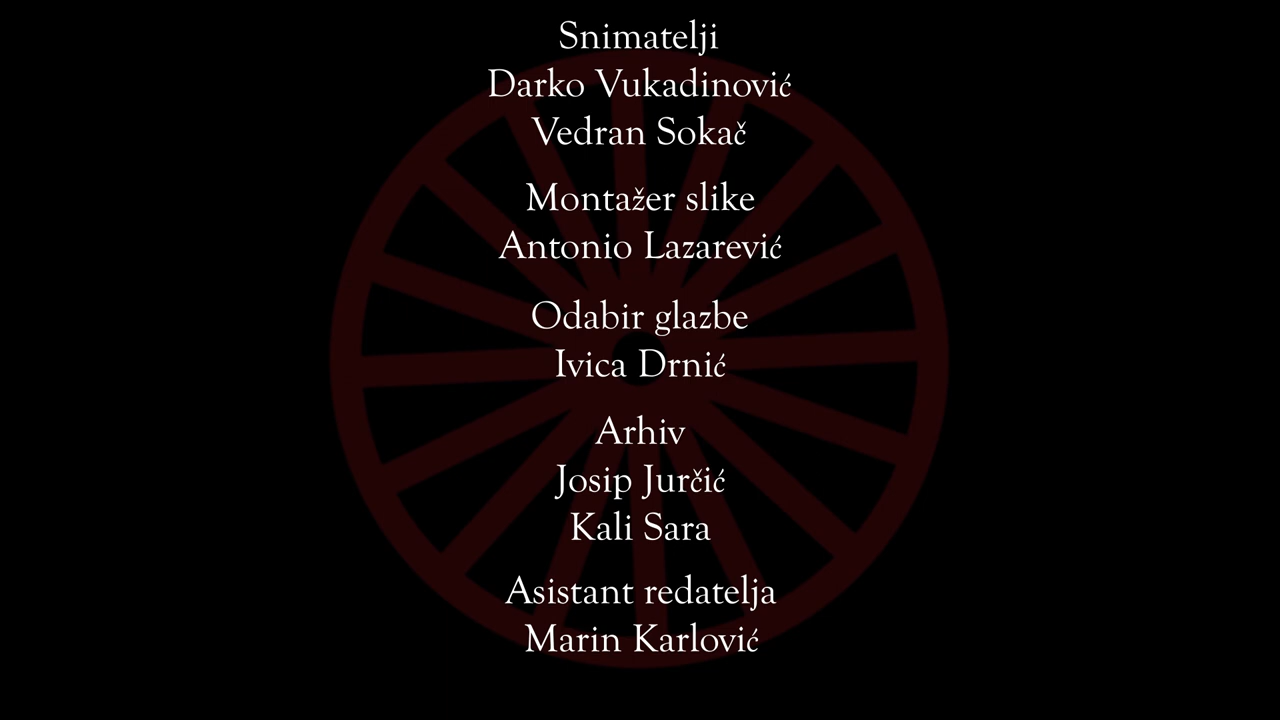 Snimatelji
Darko Vukadinović
Vedran Sokač
Montažer slike
Antonio Lazarević
Odabir glazbe
Ivica Drnić
Arhiv
Josip Jurčić
Kali Sara
Asistant redatelja
Marin Karlović